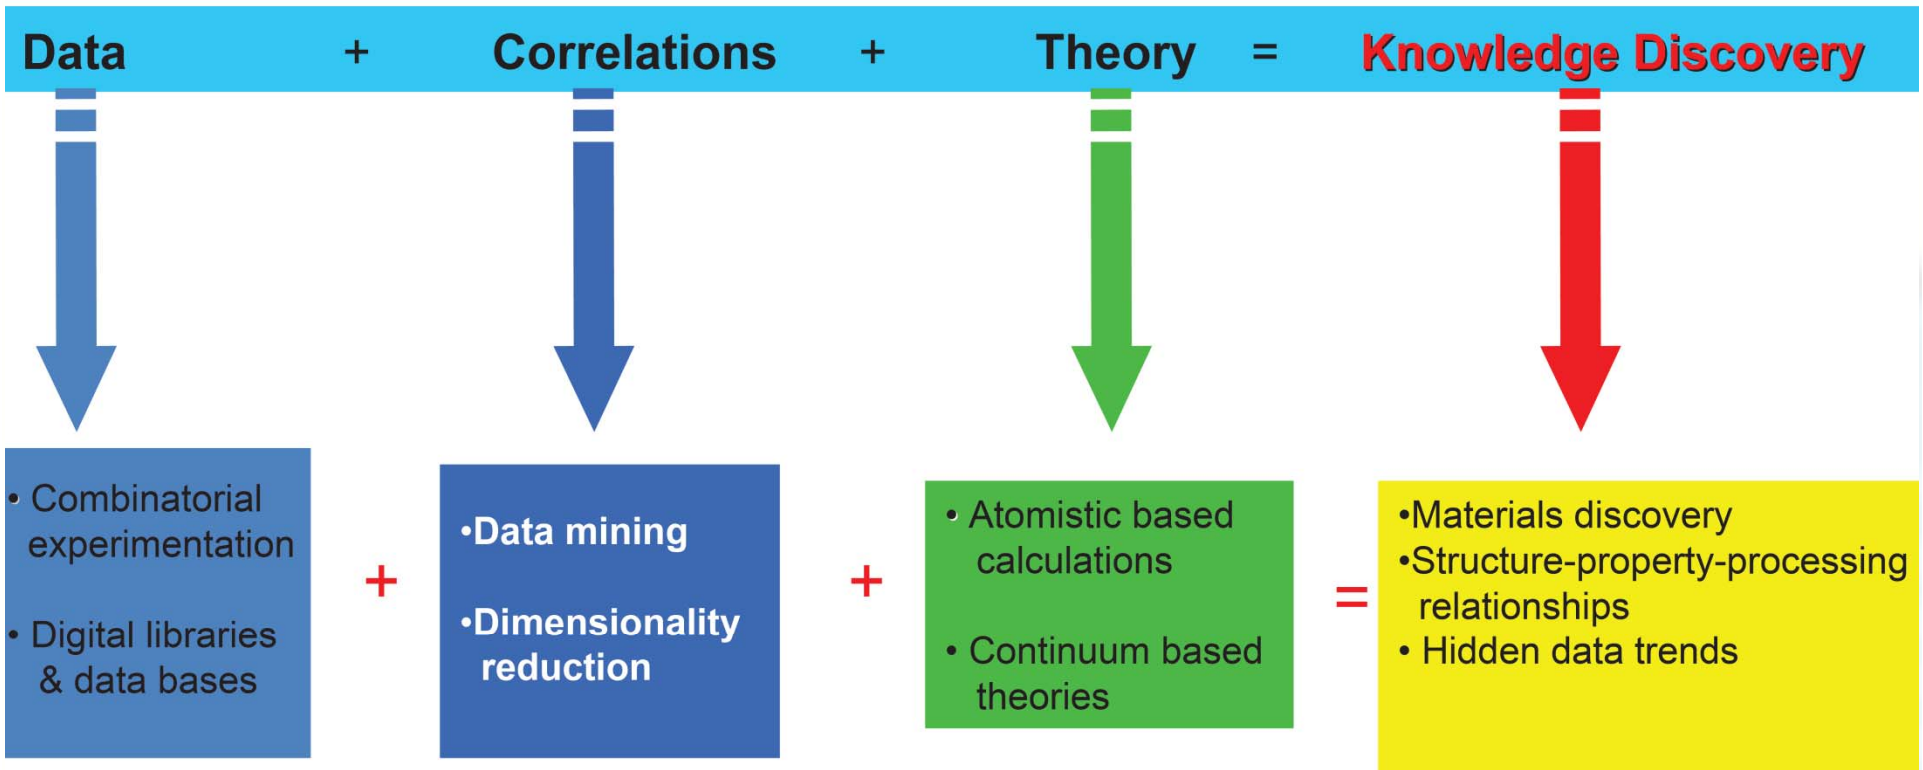 Data + Correlations + Theory = Knowledge Discovery
• Combinatorial
experimentation
• Digital libraries
& data bases
+
•Data mining
•Dimensionality
reduction
+
• Atomistic based
calculations
• Continuum based
theories
=
•Materials discovery
•Structure-property-processing
relationships
• Hidden data trends